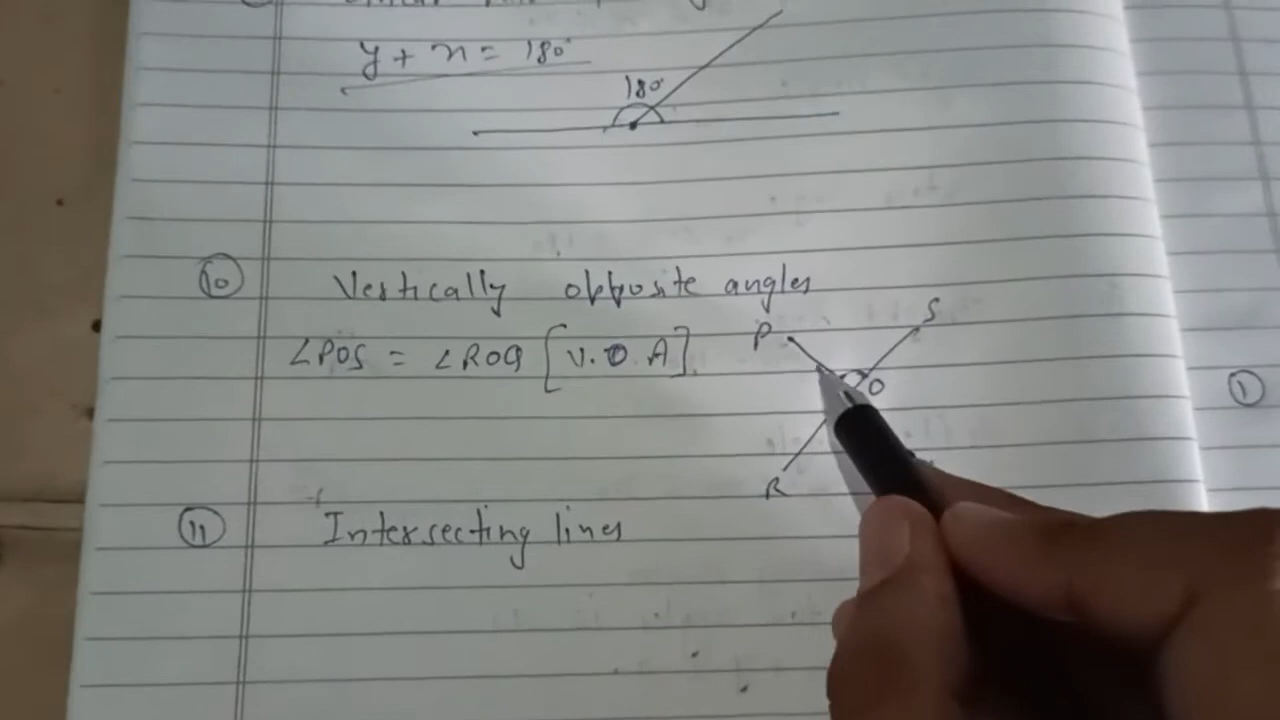 y + x = 180°
180°
10 Vertically opposite angles
∠POS = ∠ROQ [V.O.A]
P
S
O
R
11 Intersecting lines
1